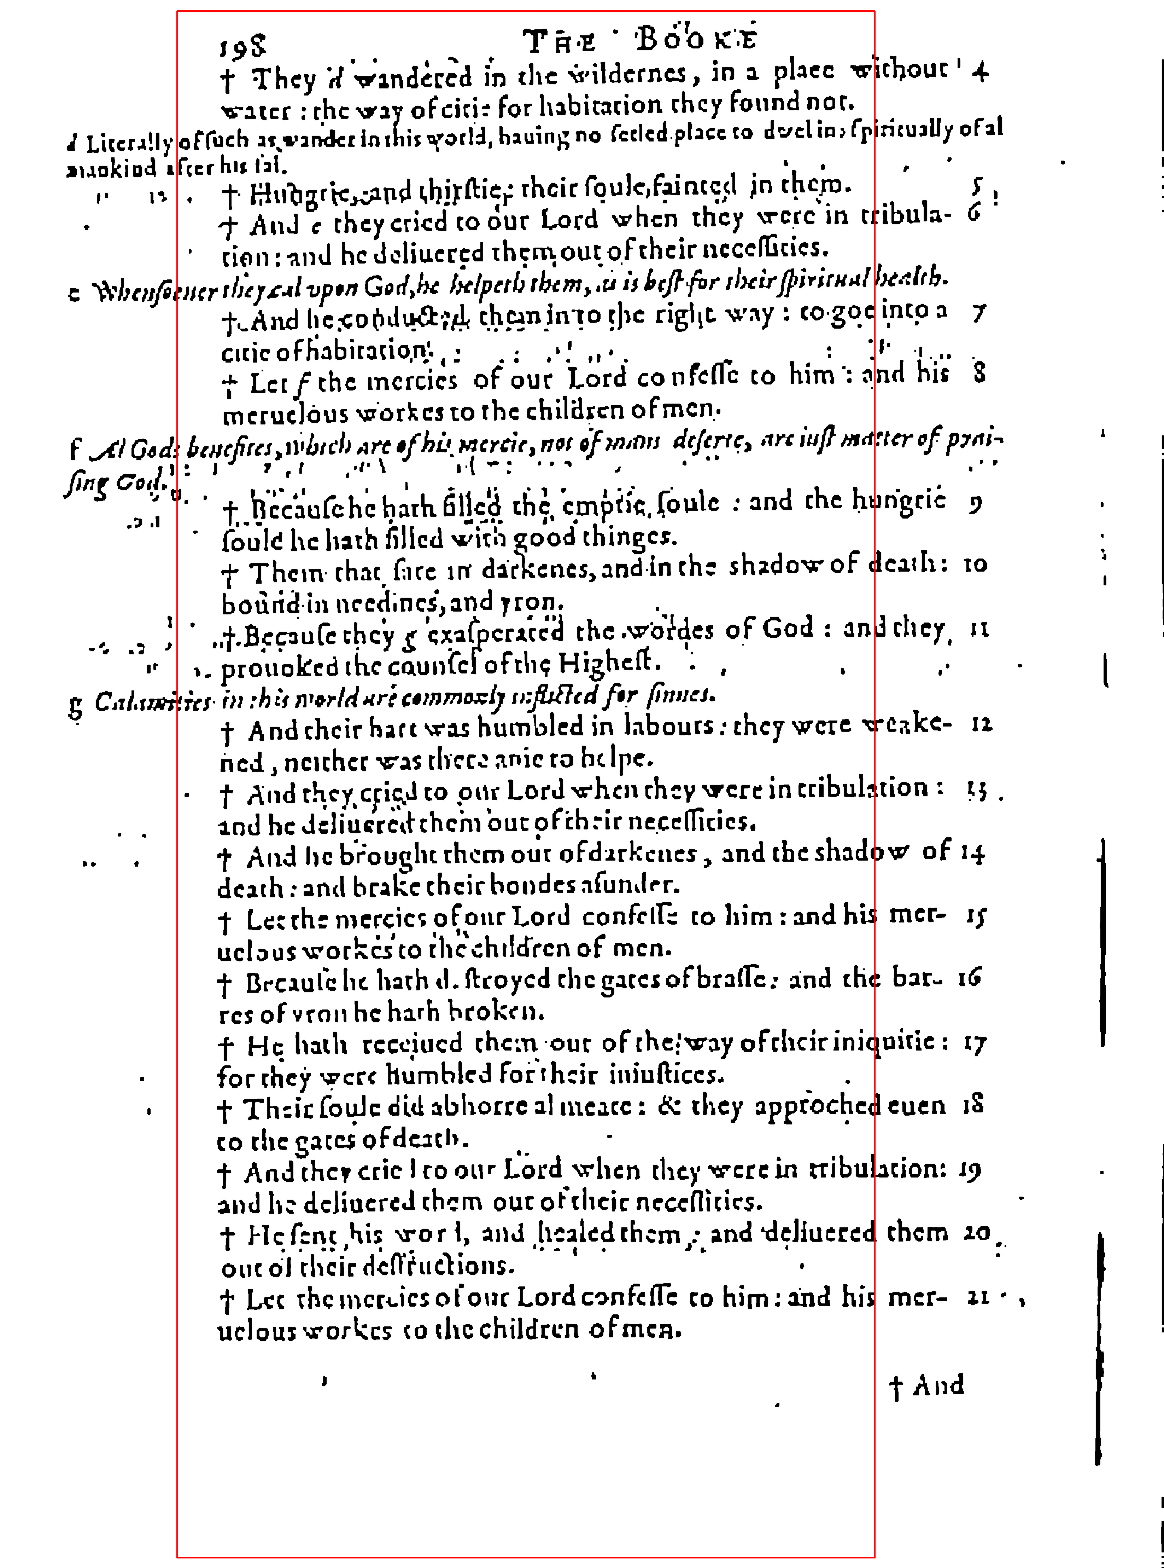 198 THE BOOKE
† They d wandered in the wildernes, in a place without 4
water : the way of citie for habitation they found not.
d Literally of such as wander in this world, hauing no setled place to dwel in; spiritually of al
mankind after his fal.
† Hungrie, and thirstie: their soule fainted in them. 5
† And e they cried to our Lord when they were in tribula- 6
tion : and he deliuered them out of their necessities.
e Whensoeuer they cal vpon God, he helpeth them, as is best for their spiritual health.
† And he conducted them into the right way : to goe into a 7
citie of habitation.
† Let f the mercies of our Lord confesse to him : and his 8
meruelous workes to the children of men.
f Al Gods benefites, which are of his mercie, not of mans deserte, are iust matter of prai-
sing God.
† Because he hath filled the emptie soule : and the hungrie 9
soule he hath filled with good thinges.
† Them that sate in darkenes, and in the shadow of death : 10
bound in needines, and yron.
† Because they g exasperated the wordes of God : and they 11
prouoked the counsel of the Highest.
g Calamities in this world are commonly inflicted for sinnes.
† And their hart was humbled in labours : they were weake- 12
ned, neither was there anie to helpe.
† And they cried to our Lord when they were in tribulation : 13
and he deliuered them out of their necessities.
† And he brought them out of darkenes, and the shadow of 14
death : and brake their bondes asunder.
† Let the mercies of our Lord confesse to him : and his mer- 15
uelous workes to the children of men.
† Because he hath destroyed the gates of brasse : and the bar- 16
res of yron he hath broken.
† He hath receiued them out of the way of their iniquitie : 17
for they were humbled for their iniustices.
† Their soule did abhorre al meate : & they approched euen 18
to the gates of death.
† And they cried to our Lord when they were in tribulation : 19
and he deliuered them out of their necessities.
† He sent his word, and healed them : and deliuered them 20
out of their destructions.
† Let the mercies of our Lord confesse to him : and his mer- 21
uelous workes to the children of men.
† And